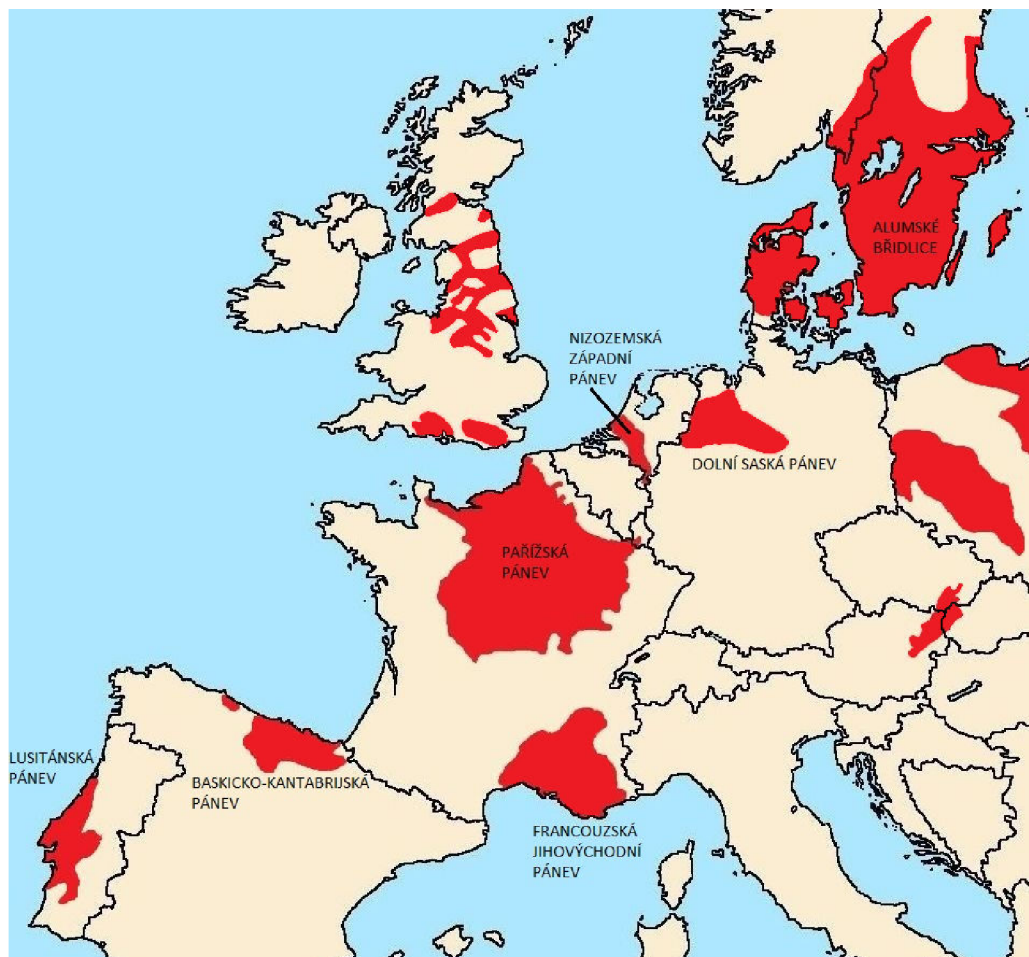 ALUMSKÉ
BŘIDLICE
NIZOZEMSKÁ
ZÁPADNÍ
PÁNEV
DOLNÍ SASKÁ PÁNEV
PAŘÍŽSKÁ
PÁNEV
LUSITÁNSKÁ
PÁNEV
BASKICKO-KANTABRIJSKÁ
PÁNEV
FRANCOUZSKÁ
JIHOVÝCHODNÍ
PÁNEV